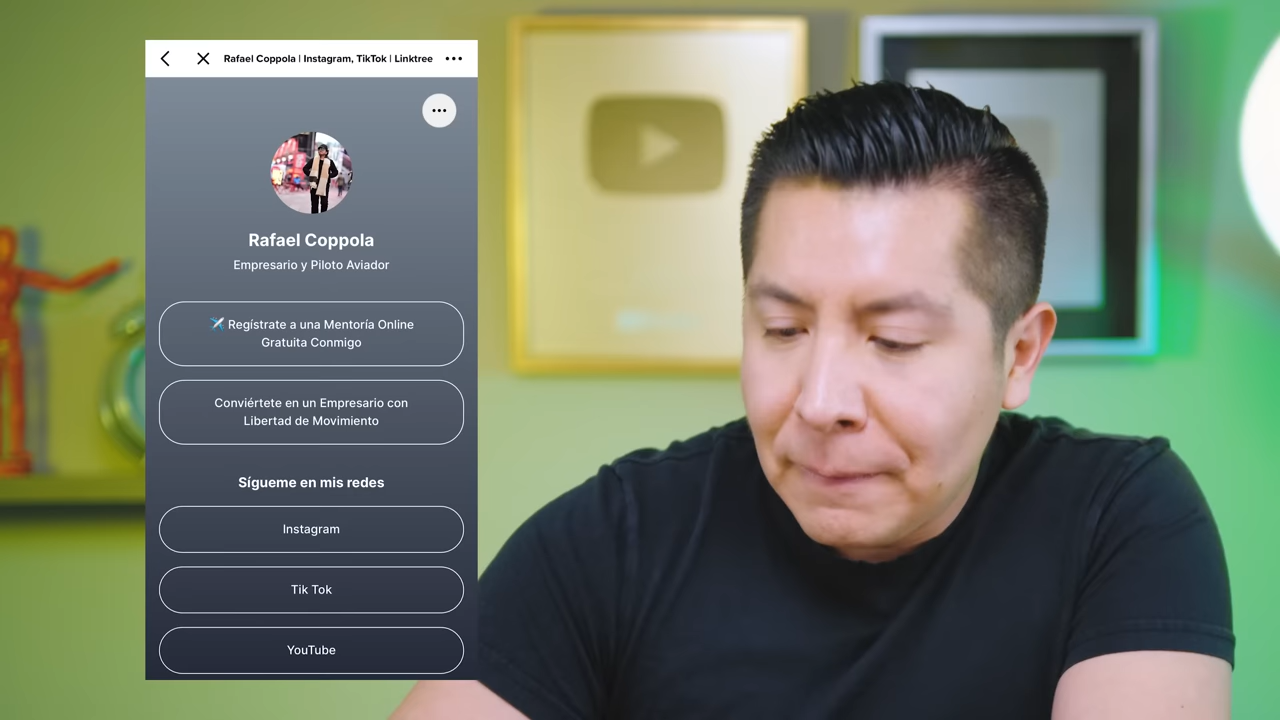 Rafael Coppola | Instagram, TikTok | Linktree
Rafael Coppola
Empresario y Piloto Aviador
✈️ Regístrate a una Mentoría Online
Gratuita Conmigo
Conviértete en un Empresario con
Libertad de Movimiento
Sígueme en mis redes
Instagram
Tik Tok
YouTube